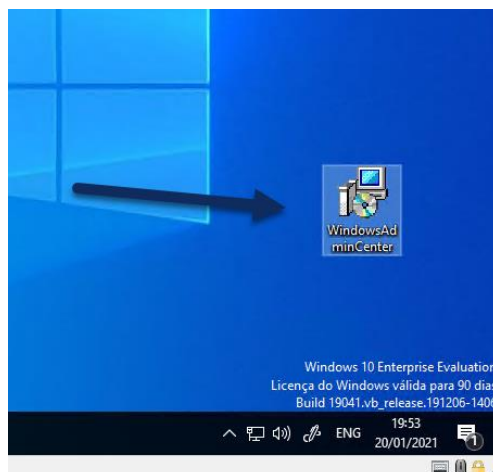 WindowsAd
minCenter
Windows 10 Enterprise Evaluation
Licença do Windows válida para 90 dias
Build 19041.vb_release.191206-1406
ENG
19:53
20/01/2021
1